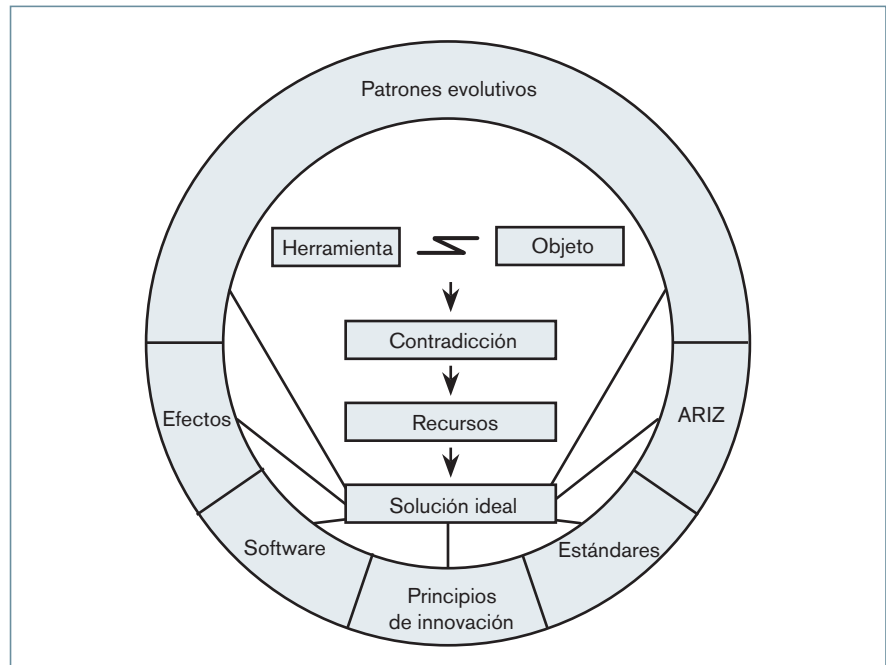 Patrones evolutivos
Herramienta
Objeto
Contradicción
Recursos
Efectos
ARIZ
Solución ideal
Software
Estándares
Principios
de innovación